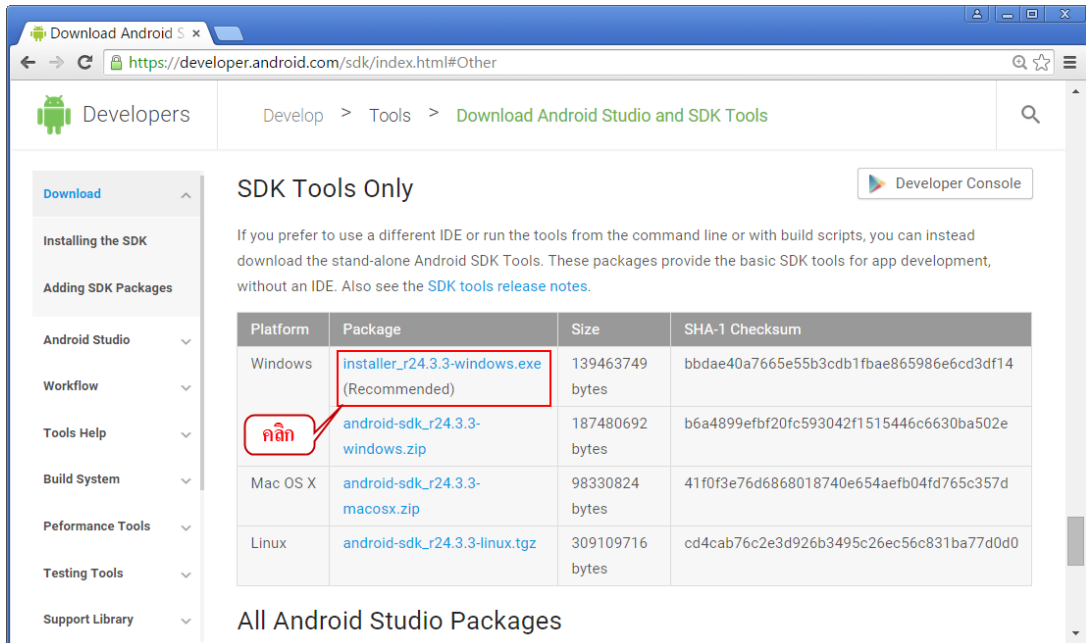 Download Android S
https://developer.android.com/sdk/index.html#Other
Developers
Develop > Tools > Download Android Studio and SDK Tools
Download
Installing the SDK
Adding SDK Packages
Android Studio
Workflow
Tools Help
Build System
Peformance Tools
Testing Tools
Support Library
SDK Tools Only
Developer Console
If you prefer to use a different IDE or run the tools from the command line or with build scripts, you can instead
download the stand-alone Android SDK Tools. These packages provide the basic SDK tools for app development,
without an IDE. Also see the SDK tools release notes.
Platform Package Size SHA-1 Checksum
Windows installer_r24.3.3-windows.exe 139463749 bbdae40a7665e55b3cdb1fbae865986e6cd3df14
(Recommended) bytes
คลิก
android-sdk_r24.3.3- 187480692 b6a4899efbf20fc593042f1515446c6630ba502e
windows.zip bytes
Mac OS X android-sdk_r24.3.3- 98330824 41f0f3e76d6868018740e654aefb04fd765c357d
macosx.zip bytes
Linux android-sdk_r24.3.3-linux.tgz 309109716 cd4cab76c2e3d926b3495c26ec56c831ba77d0d0
bytes
All Android Studio Packages